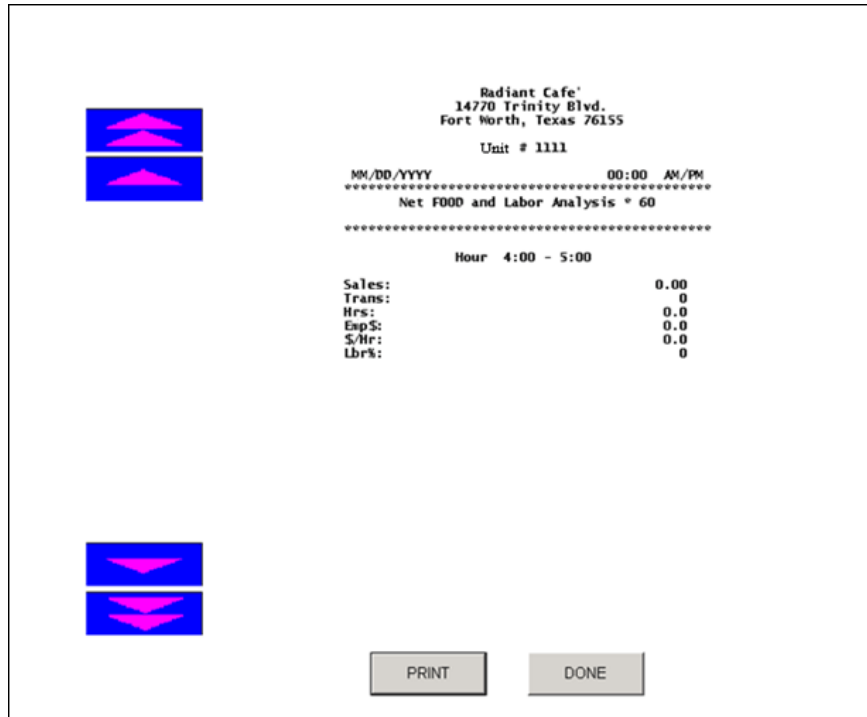 Radiant Cafe'
14770 Trinity Blvd.
Fort Worth, Texas 76155
Unit # 1111
MM/DD/YYYY 00:00 AM/PM
************************************************
Net FOOD and Labor Analysis * 60
************************************************
Hour 4:00 - 5:00
Sales: 0.00
Trans: 0
Hrs: 0.0
Emp$: 0.0
$/Hr: 0.0
Lbr%: 0
PRINT DONE